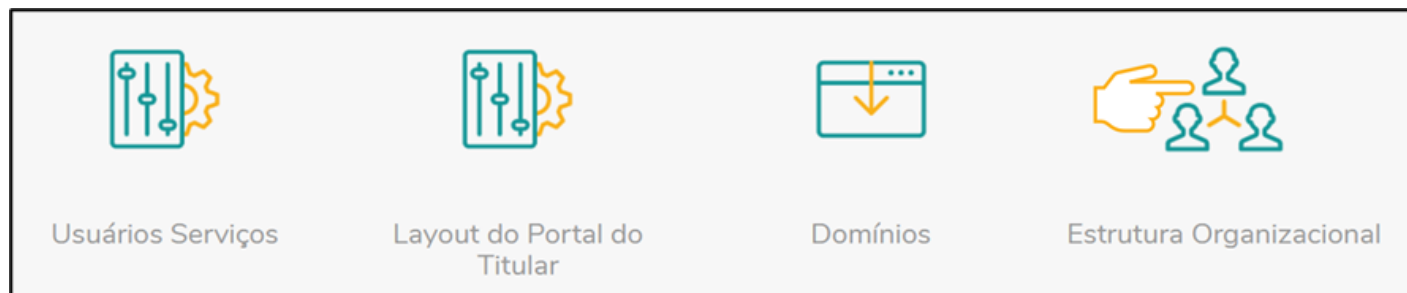 Usuários Serviços
Layout do Portal do
Titular
Domínios
Estrutura Organizacional